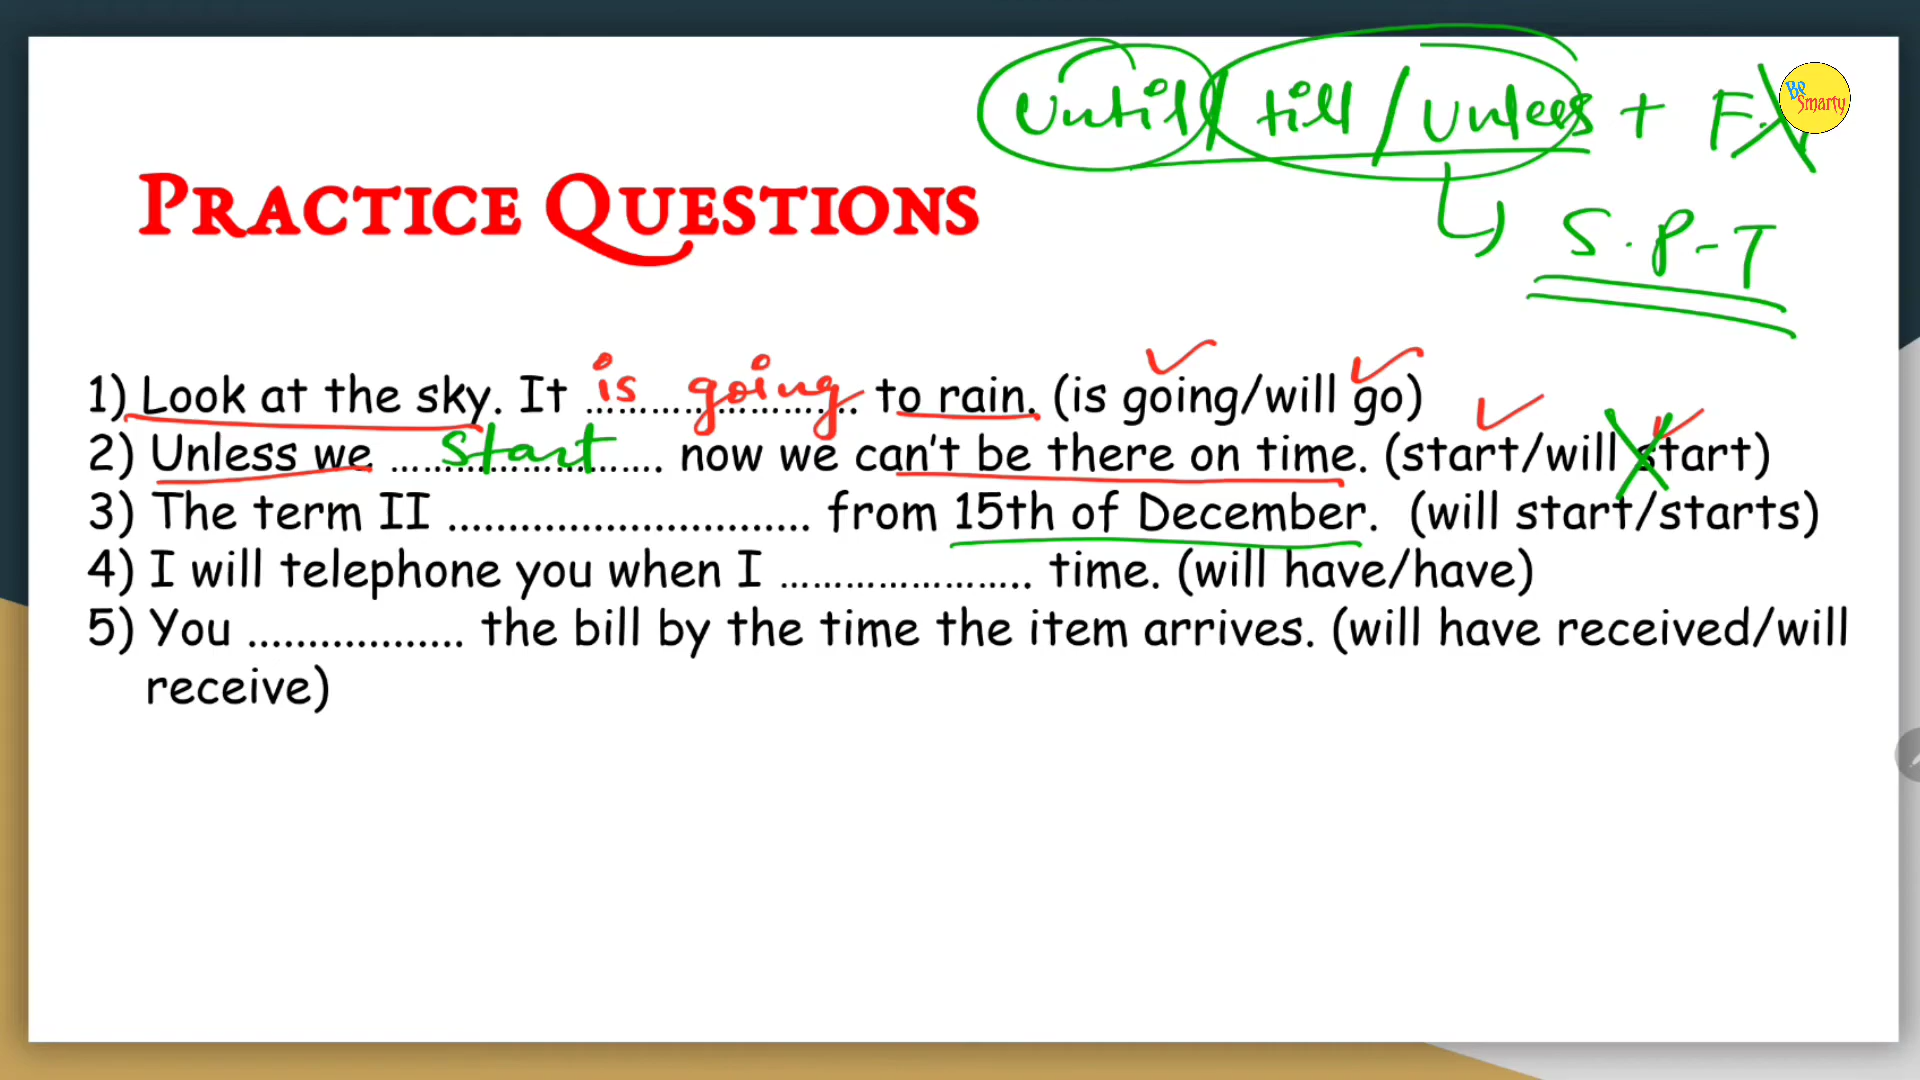 Until / till / Unless + F.
Be Smarty
S.P-T
PRACTICE QUESTIONS
1) Look at the sky. It ......is going...... to rain. (is going/will go)
2) Unless we ......start...... now we can't be there on time. (start/will start)
3) The term II .............................. from 15th of December. (will start/starts)
4) I will telephone you when I ........................ time. (will have/have)
5) You .................. the bill by the time the item arrives. (will have received/will
receive)